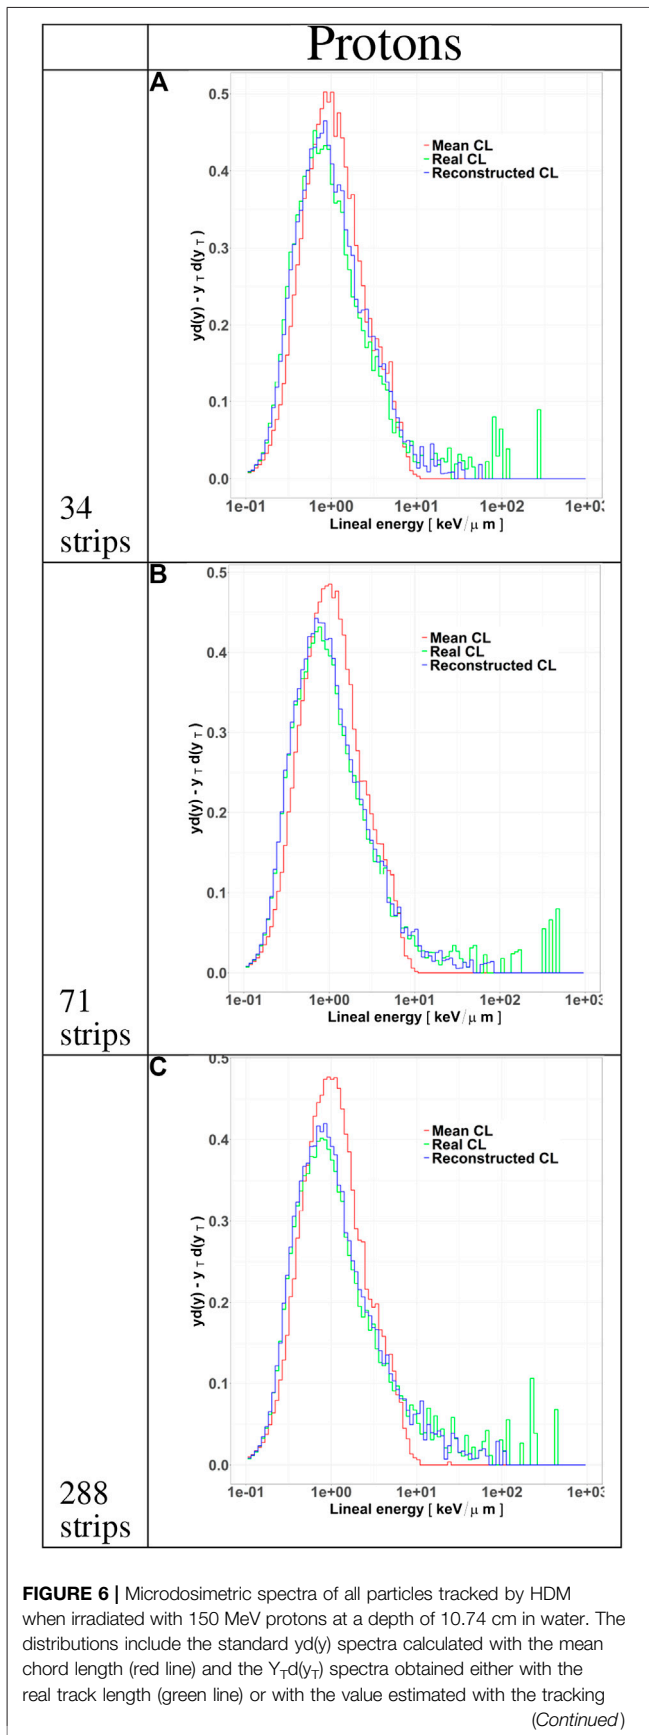 Protons
A
0.5
0.4
0.3
0.2
0.1
0.0
yd(y) - y T d(y T )
Mean CL
Real CL
Reconstructed CL
1e-01 1e+00 1e+01 1e+02 1e+03
Lineal energy [ keV/μ m ]
34
strips
B
0.5
0.4
0.3
0.2
0.1
0.0
yd(y) - y T d(y T )
Mean CL
Real CL
Reconstructed CL
1e-01 1e+00 1e+01 1e+02 1e+03
Lineal energy [ keV/μ m ]
71
strips
C
0.5
0.4
0.3
0.2
0.1
0.0
yd(y) - y T d(y T )
Mean CL
Real CL
Reconstructed CL
1e-01 1e+00 1e+01 1e+02 1e+03
Lineal energy [ keV/μ m ]
288
strips
FIGURE 6 | Microdosimetric spectra of all particles tracked by HDM
when irradiated with 150 MeV protons at a depth of 10.74 cm in water. The
distributions include the standard yd(y) spectra calculated with the mean
chord length (red line) and the YTd(yT) spectra obtained either with the
real track length (green line) or with the value estimated with the tracking
(Continued)